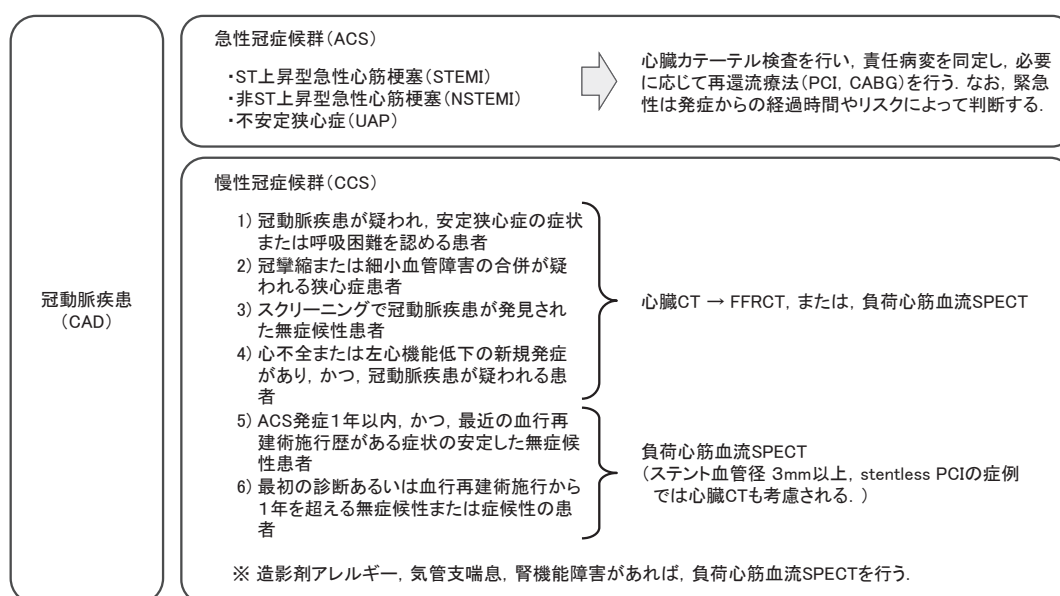 冠動脈疾患
（CAD）
急性冠症候群（ACS）
・ST上昇型急性心筋梗塞（STEMI）
・非ST上昇型急性心筋梗塞（NSTEMI）
・不安定狭心症（UAP）
心臓カテーテル検査を行い，責任病変を同定し，必要
に応じて再還流療法（PCI，CABG）を行う．なお，緊急
性は発症からの経過時間やリスクによって判断する．
慢性冠症候群（CCS）
1）冠動脈疾患が疑われ，安定狭心症の症状
または呼吸困難を認める患者
2）冠攣縮または細小血管障害の合併が疑
われる狭心症患者
3）スクリーニングで冠動脈疾患が発見され
た無症候性患者
4）心不全または左心機能低下の新規発症
があり，かつ，冠動脈疾患が疑われる患
者
心臓CT → FFRCT，または，負荷心筋血流SPECT
5）ACS発症１年以内，かつ，最近の血行再
建術施行歴がある症状の安定した無症候
性患者
6）最初の診断あるいは血行再建術施行から
１年を超える無症候性または症候性の患
者
負荷心筋血流SPECT
（ステント血管径 3mm以上，stentless PCIの症例
では心臓CTも考慮される．）
※ 造影剤アレルギー，気管支喘息，腎機能障害があれば，負荷心筋血流SPECTを行う．